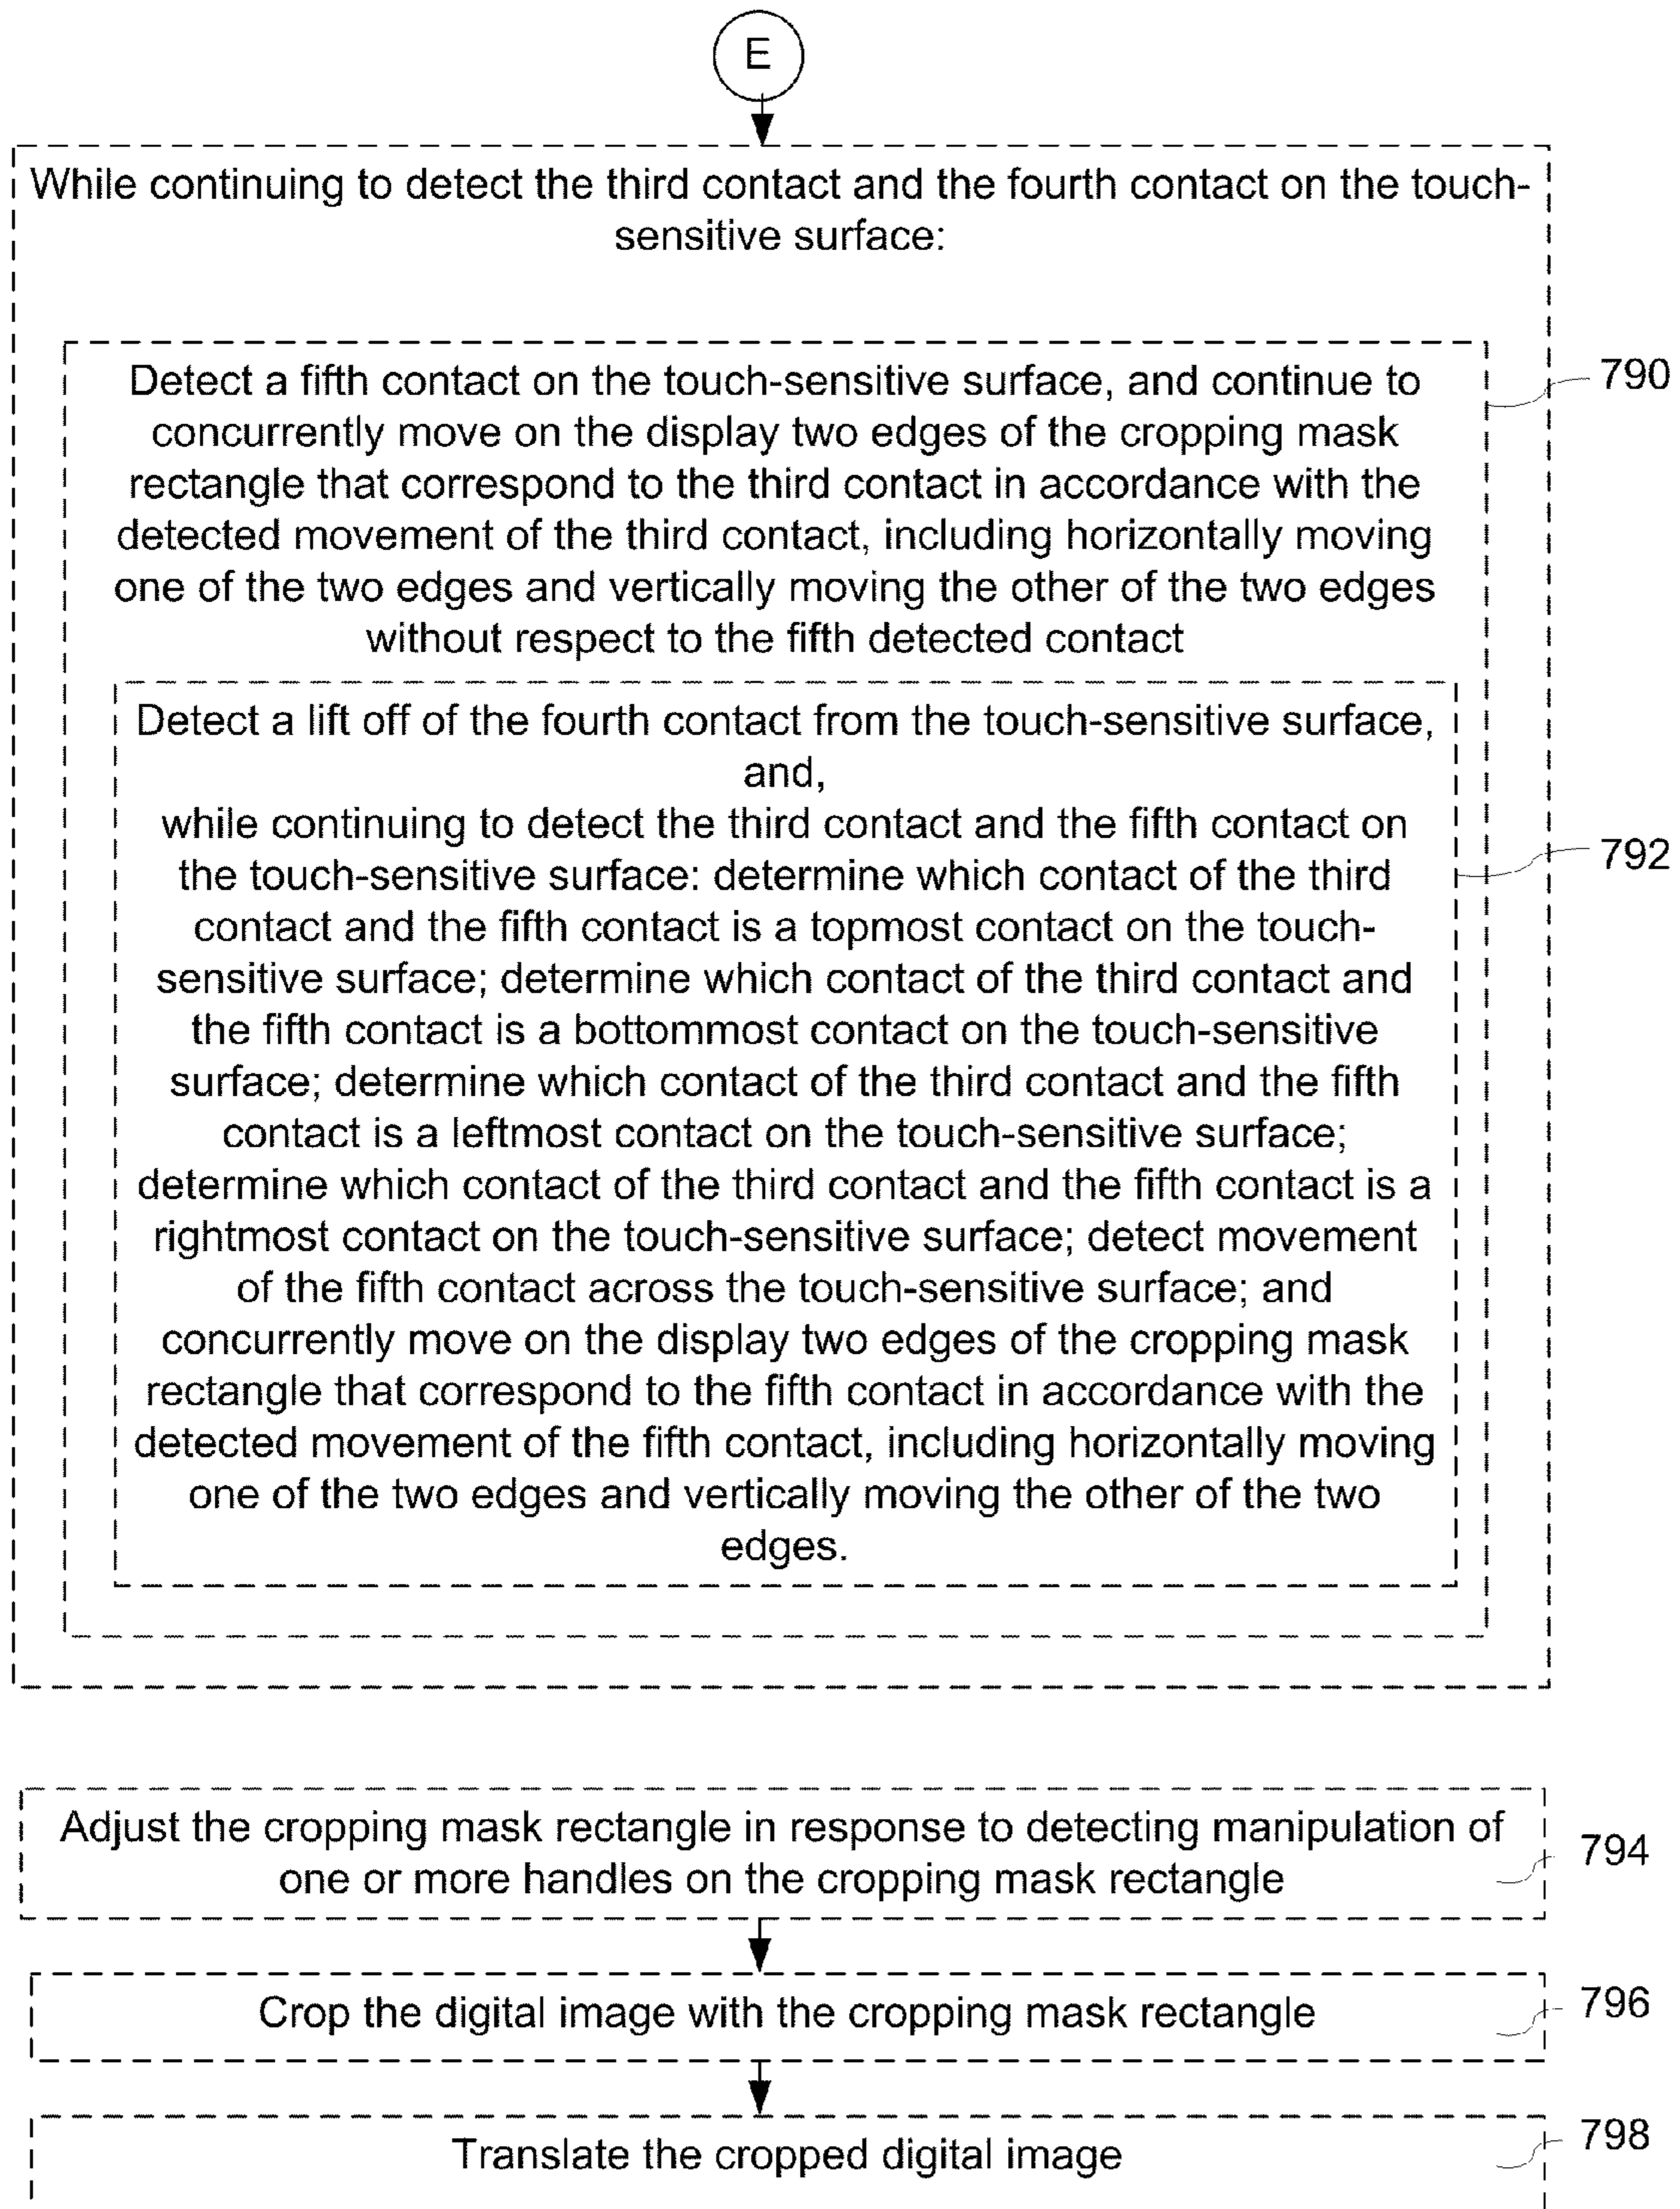 E
While continuing to detect the third contact and the fourth contact on the touch-
sensitive surface:
Detect a fifth contact on the touch-sensitive surface, and continue to
concurrently move on the display two edges of the cropping mask
rectangle that correspond to the third contact in accordance with the
detected movement of the third contact, including horizontally moving
one of the two edges and vertically moving the other of the two edges
without respect to the fifth detected contact
790
Detect a lift off of the fourth contact from the touch-sensitive surface,
and,
while continuing to detect the third contact and the fifth contact on
the touch-sensitive surface: determine which contact of the third
contact and the fifth contact is a topmost contact on the touch-
sensitive surface; determine which contact of the third contact and
the fifth contact is a bottommost contact on the touch-sensitive
surface; determine which contact of the third contact and the fifth
contact is a leftmost contact on the touch-sensitive surface;
determine which contact of the third contact and the fifth contact is a
rightmost contact on the touch-sensitive surface; detect movement
of the fifth contact across the touch-sensitive surface; and
concurrently move on the display two edges of the cropping mask
rectangle that correspond to the fifth contact in accordance with the
detected movement of the fifth contact, including horizontally moving
one of the two edges and vertically moving the other of the two
edges.
792
Adjust the cropping mask rectangle in response to detecting manipulation of
one or more handles on the cropping mask rectangle
794
Crop the digital image with the cropping mask rectangle
796
Translate the cropped digital image
798